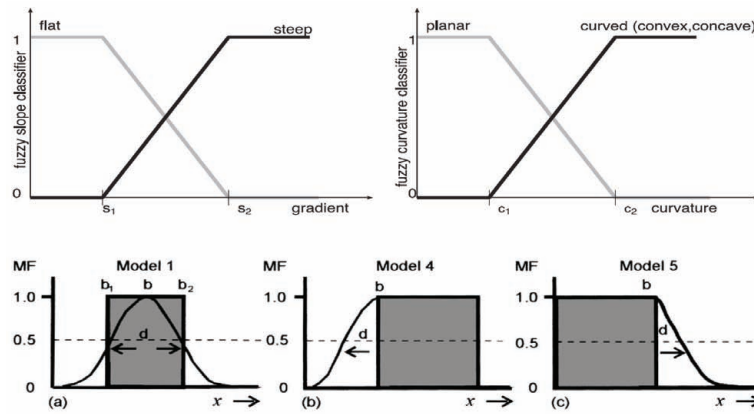 flat
steep
1
0
fuzzy slope classifier
s1
s2
gradient
planar
curved (convex,concave)
1
0
fuzzy curvature classifier
c1
c2
curvature
MF
Model 1
b1 b b2
1.0
0.5
d
0
(a)
x
MF
Model 4
b
1.0
0.5
d
0
(b)
x
MF
Model 5
b
1.0
0.5
d
0
(c)
x